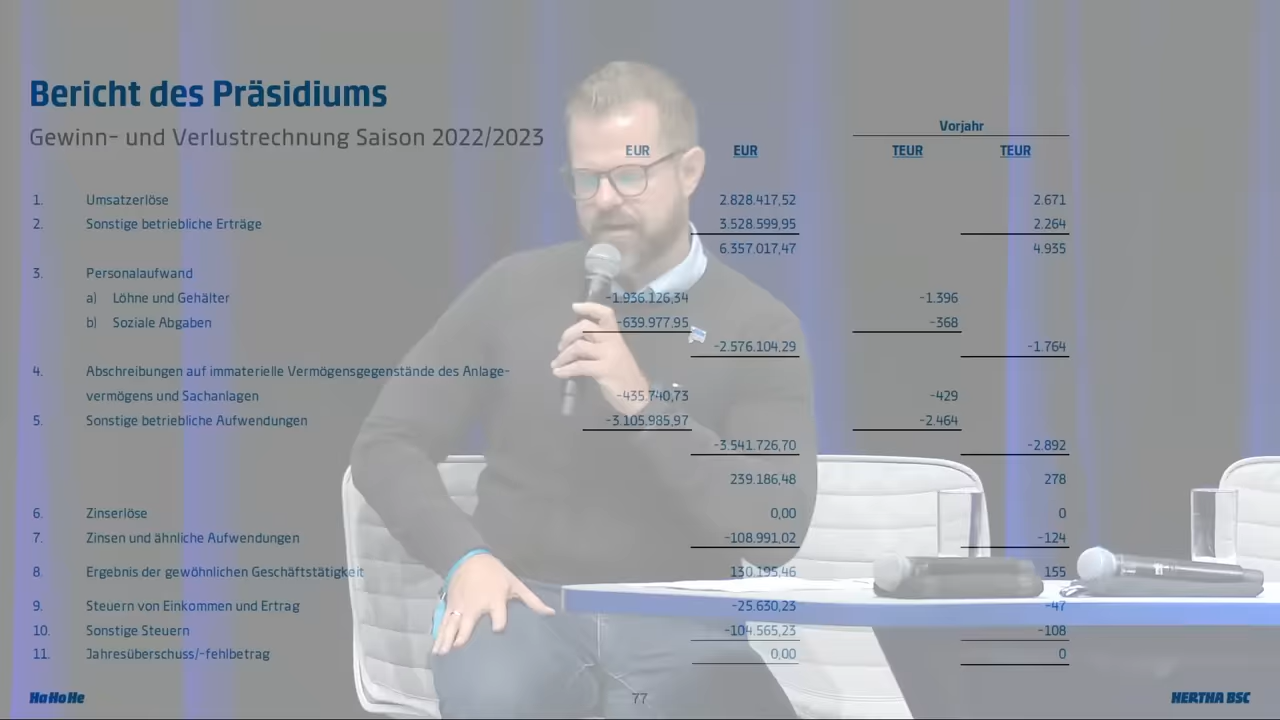 Bericht des Präsidiums
Gewinn- und Verlustrechnung Saison 2022/2023
Vorjahr
EUR EUR TEUR TEUR
1. Umsatzerlöse 2.828.417,52 2.671
2. Sonstige betriebliche Erträge 3.528.599,95 2.264
6.357.017,47 4.935
3. Personalaufwand
a) Löhne und Gehälter -1.936.126,34 -1.396
b) Soziale Abgaben -639.977,95 -368
-2.576.104,29 -1.764
4. Abschreibungen auf immaterielle Vermögensgegenstände des Anlage-
vermögens und Sachanlagen -435.740,73 -429
5. Sonstige betriebliche Aufwendungen -3.105.985,97 -2.464
-3.541.726,70 -2.892
239.186,48 278
6. Zinserlöse 0,00 0
7. Zinsen und ähnliche Aufwendungen -108.991,02 -124
8. Ergebnis der gewöhnlichen Geschäftstätigkeit 130.195,46 155
9. Steuern von Einkommen und Ertrag -25.630,23 -47
10. Sonstige Steuern -104.565,23 -108
11. Jahresüberschuss/-fehlbetrag 0,00 0
HaHoHe 77 HERTHA BSC